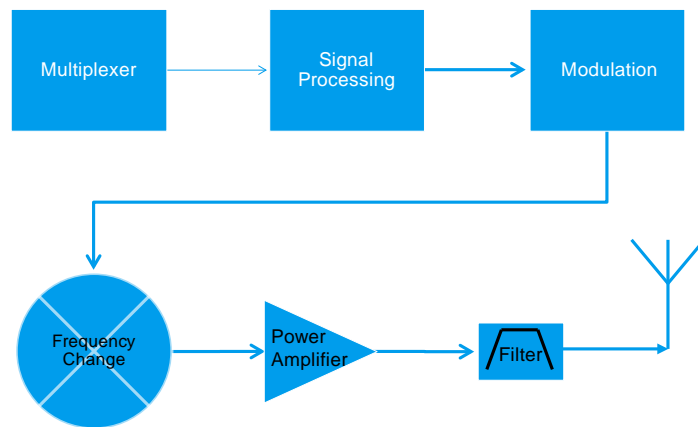 Multiplexer
Signal
Processing
Modulation
Frequency
Change
Power
Amplifier
Filter